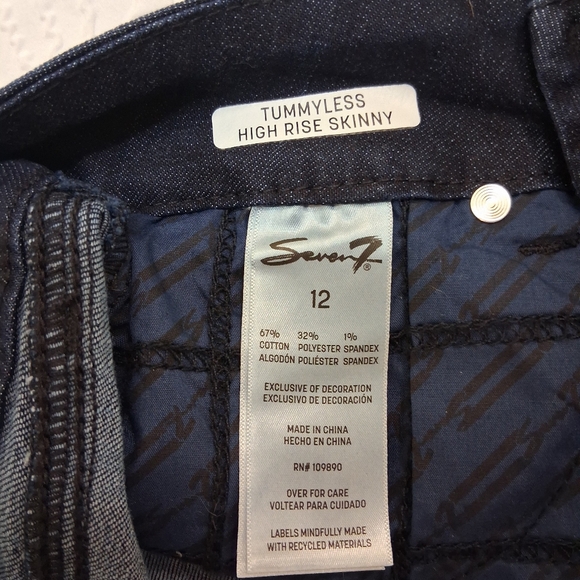 TUMMYLESS
HIGH RISE SKINNY
Seven7®
12
67% 32% 1%
COTTON POLYESTER SPANDEX
ALGODÓN POLIÉSTER SPANDEX
EXCLUSIVE OF DECORATION
EXCLUSIVO DE DECORACIÓN
MADE IN CHINA
HECHO EN CHINA
RN# 109890
OVER FOR CARE
VOLTEAR PARA CUIDADO
LABELS MINDFULLY MADE
WITH RECYCLED MATERIALS